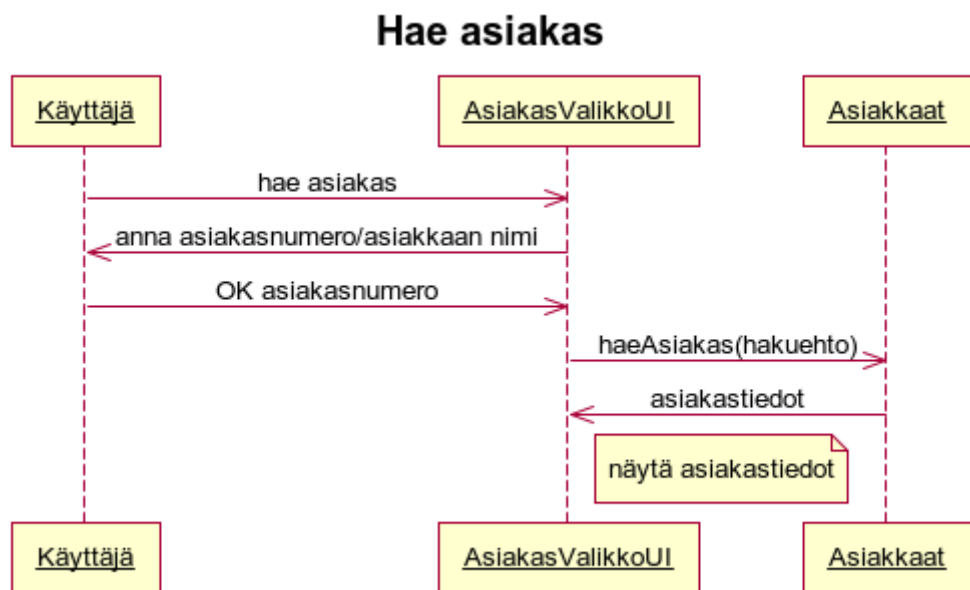 Hae asiakas
Käyttäjä
AsiakasValikkoUI
Asiakkaat
hae asiakas
anna asiakasnumero/asiakkaan nimi
OK asiakasnumero
haeAsiakas(hakuehto)
asiakastiedot
näytä asiakastiedot
Käyttäjä
AsiakasValikkoUI
Asiakkaat